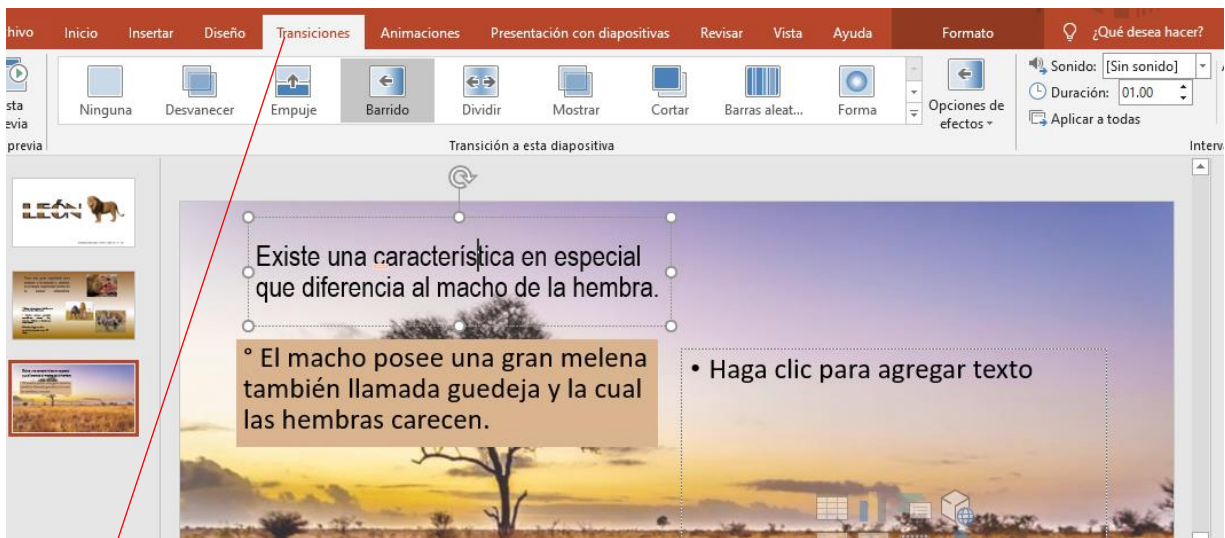 hivo Inicio Insertar Diseño Transiciones Animaciones Presentación con diapositivas Revisar Vista Ayuda Formato ¿Qué desea hacer?
sta
evia
previa
Ninguna Desvanecer Empuje Barrido Dividir Mostrar Cortar Barras aleat... Forma
Opciones de
efectos
Sonido: [Sin sonido]
Duración: 01.00
Aplicar a todas
Transición a esta diapositiva
Interv
LEÓN
Existe una característica en especial
que diferencia al macho de la hembra.
° El macho posee una gran melena
también llamada guedeja y la cual
las hembras carecen.
• Haga clic para agregar texto